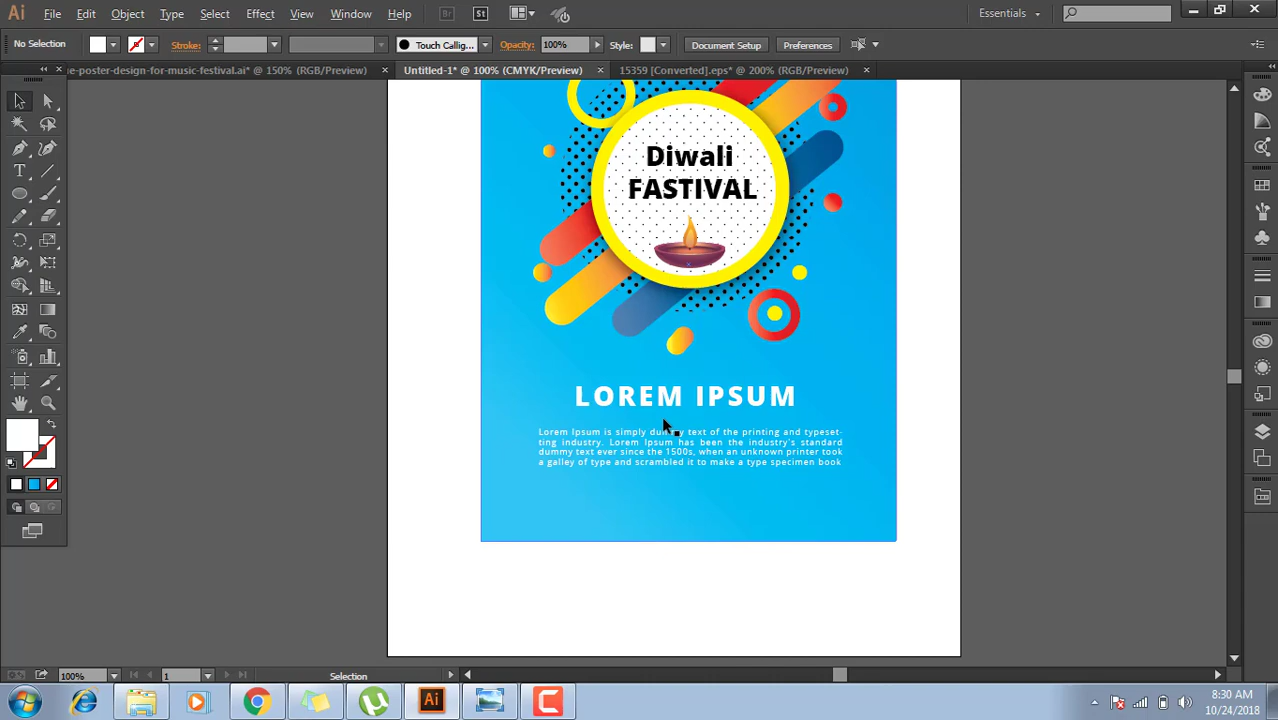 Ai File Edit Object Type Select Effect View Window Help Br St Essentials
No Selection Stroke: Touch Callig... Opacity: 100% Style: Document Setup Preferences
e-poster-design-for-music-festival.ai* @ 150% (RGB/Preview) × Untitled-1* @ 100% (CMYK/Preview) × 15359 [Converted].eps* @ 200% (RGB/Preview) ×
Diwali
FASTIVAL
LOREM IPSUM
Lorem Ipsum is simply dummy text of the printing and typeset-
ting industry. Lorem Ipsum has been the industry's standard
dummy text ever since the 1500s, when an unknown printer took
a galley of type and scrambled it to make a type specimen book
100% 1 Selection
Ai
8:30 AM
10/24/2018